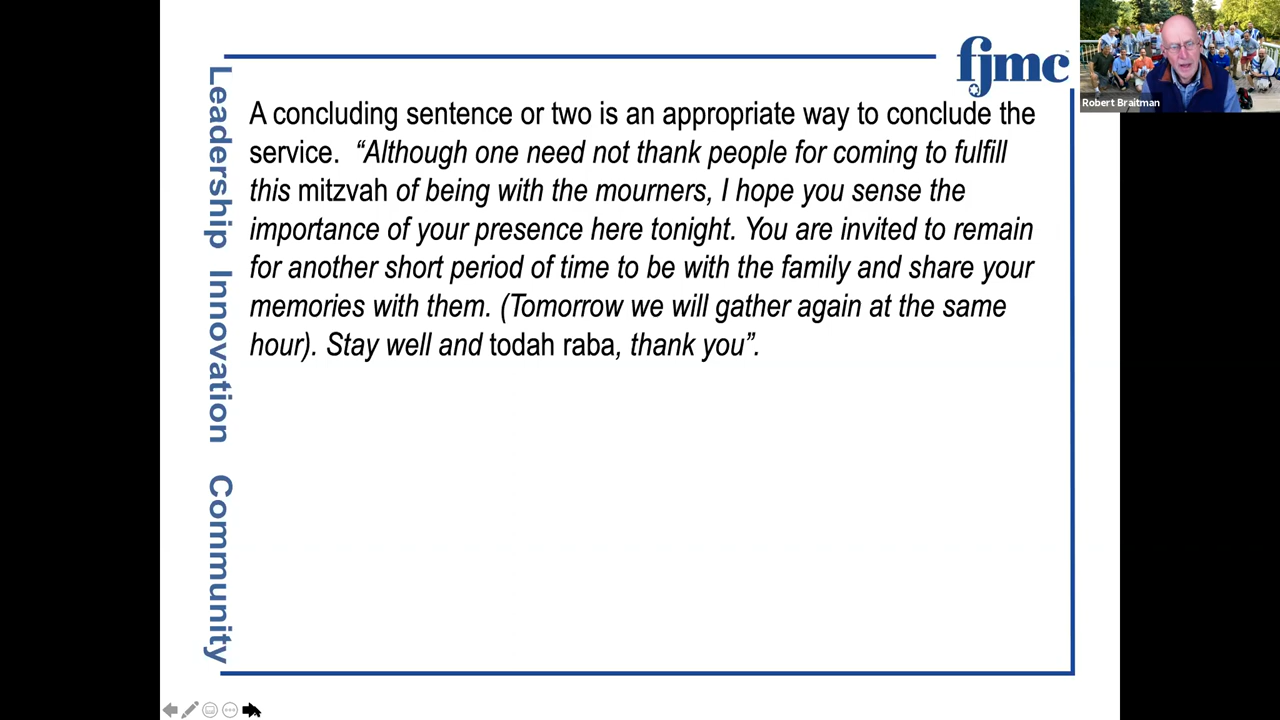 fjmc
Leadership Innovation Community
A concluding sentence or two is an appropriate way to conclude the
service. “Although one need not thank people for coming to fulfill
this mitzvah of being with the mourners, I hope you sense the
importance of your presence here tonight. You are invited to remain
for another short period of time to be with the family and share your
memories with them. (Tomorrow we will gather again at the same
hour). Stay well and todah raba, thank you”.
Robert Braitman